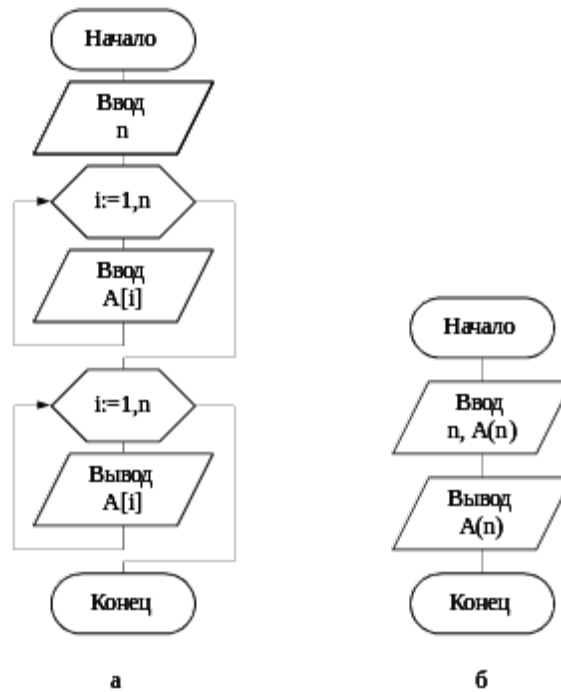 Начало
Ввод
n
i:=1,n
Ввод
A[i]
i:=1,n
Вывод
A[i]
Конец
а
Начало
Ввод
n, A(n)
Вывод
A(n)
Конец
б